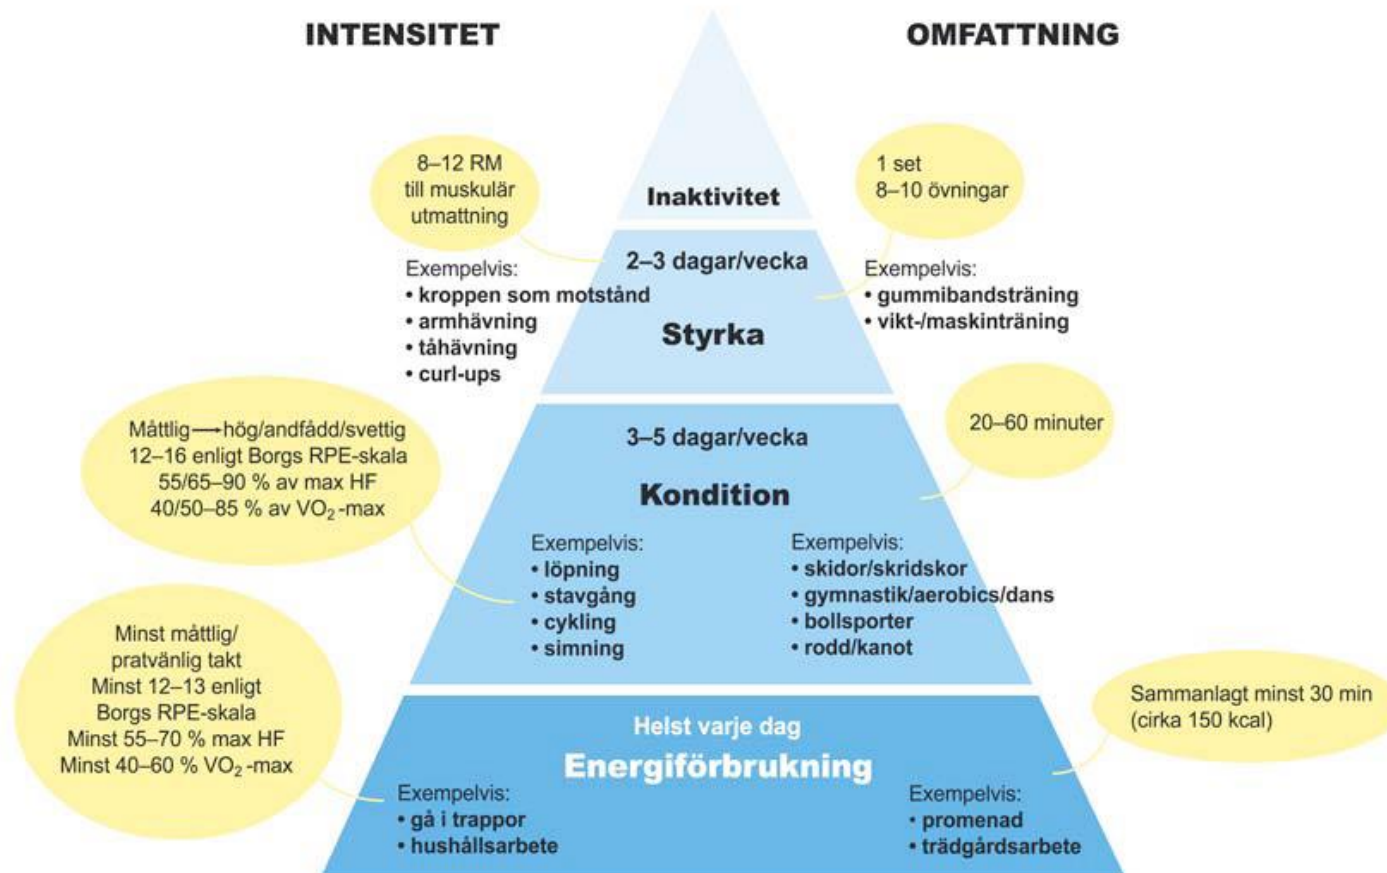 INTENSITET
OMFATTNING
Inaktivitet
8–12 RM
till muskulär
utmattning
1 set
8–10 övningar
2–3 dagar/vecka
Styrka
Exempelvis:
• kroppen som motstånd
• armhävning
• tåhävning
• curl-ups
Exempelvis:
• gummibandsträning
• vikt-/maskinträning
Måttlig⟶hög/andfådd/svettig
12–16 enligt Borgs RPE-skala
55/65–90 % av max HF
40/50–85 % av VO₂-max
20–60 minuter
3–5 dagar/vecka
Kondition
Exempelvis:
• löpning
• stavgång
• cykling
• simning
Exempelvis:
• skidor/skridskor
• gymnastik/aerobics/dans
• bollsporter
• rodd/kanot
Minst måttlig/
pratvänlig takt
Minst 12–13 enligt
Borgs RPE-skala
Minst 55–70 % max HF
Minst 40–60 % VO₂-max
Sammanlagt minst 30 min
(cirka 150 kcal)
Helst varje dag
Energiförbrukning
Exempelvis:
• gå i trappor
• hushållsarbete
Exempelvis:
• promenad
• trädgårdsarbete